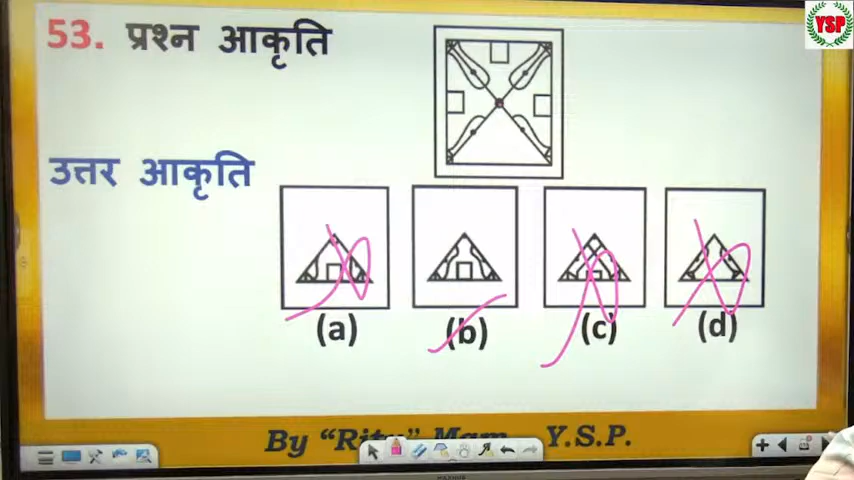 YSP
53. प्रश्न आकृति
उत्तर आकृति
(a) (b) (c) (d)
By "Ritu" Mam Y.S.P.